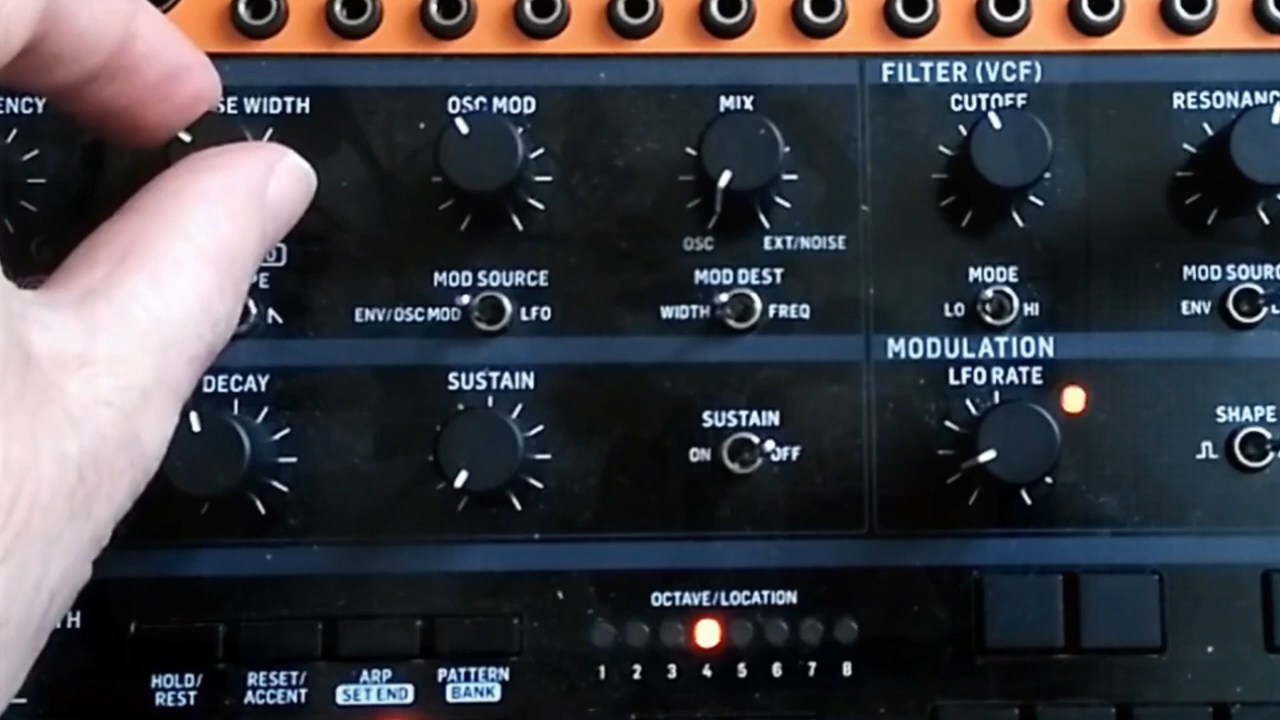 FILTER (VCF)
ENCY
SE WIDTH
OSC MOD
MIX
CUTOFF
RESONANC
OSC
EXT/NOISE
PE
MOD SOURCE
MOD DEST
MODE
MOD SOURC
ENV/OSC MOD
LFO
WIDTH
FREQ
LO
HI
ENV
MODULATION
DECAY
SUSTAIN
LFO RATE
SUSTAIN
SHAPE
ON
OFF
OCTAVE/LOCATION
TH
1 2 3 4 5 6 7 8
HOLD/
REST
RESET/
ACCENT
ARP
SET END
PATTERN
BANK